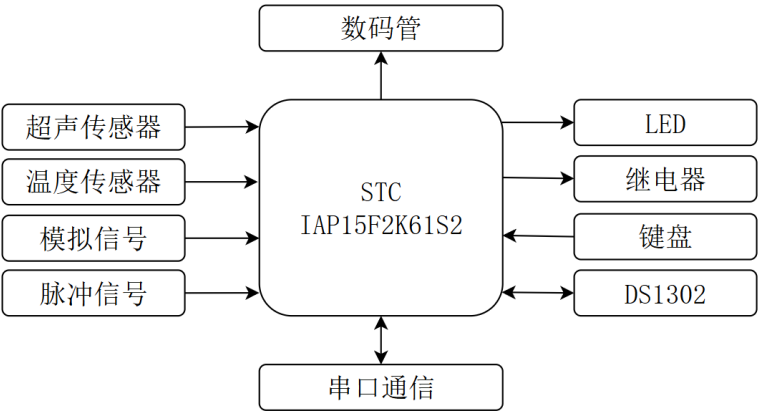 数码管
超声传感器
温度传感器
模拟信号
脉冲信号
STC
IAP15F2K61S2
LED
继电器
键盘
DS1302
串口通信